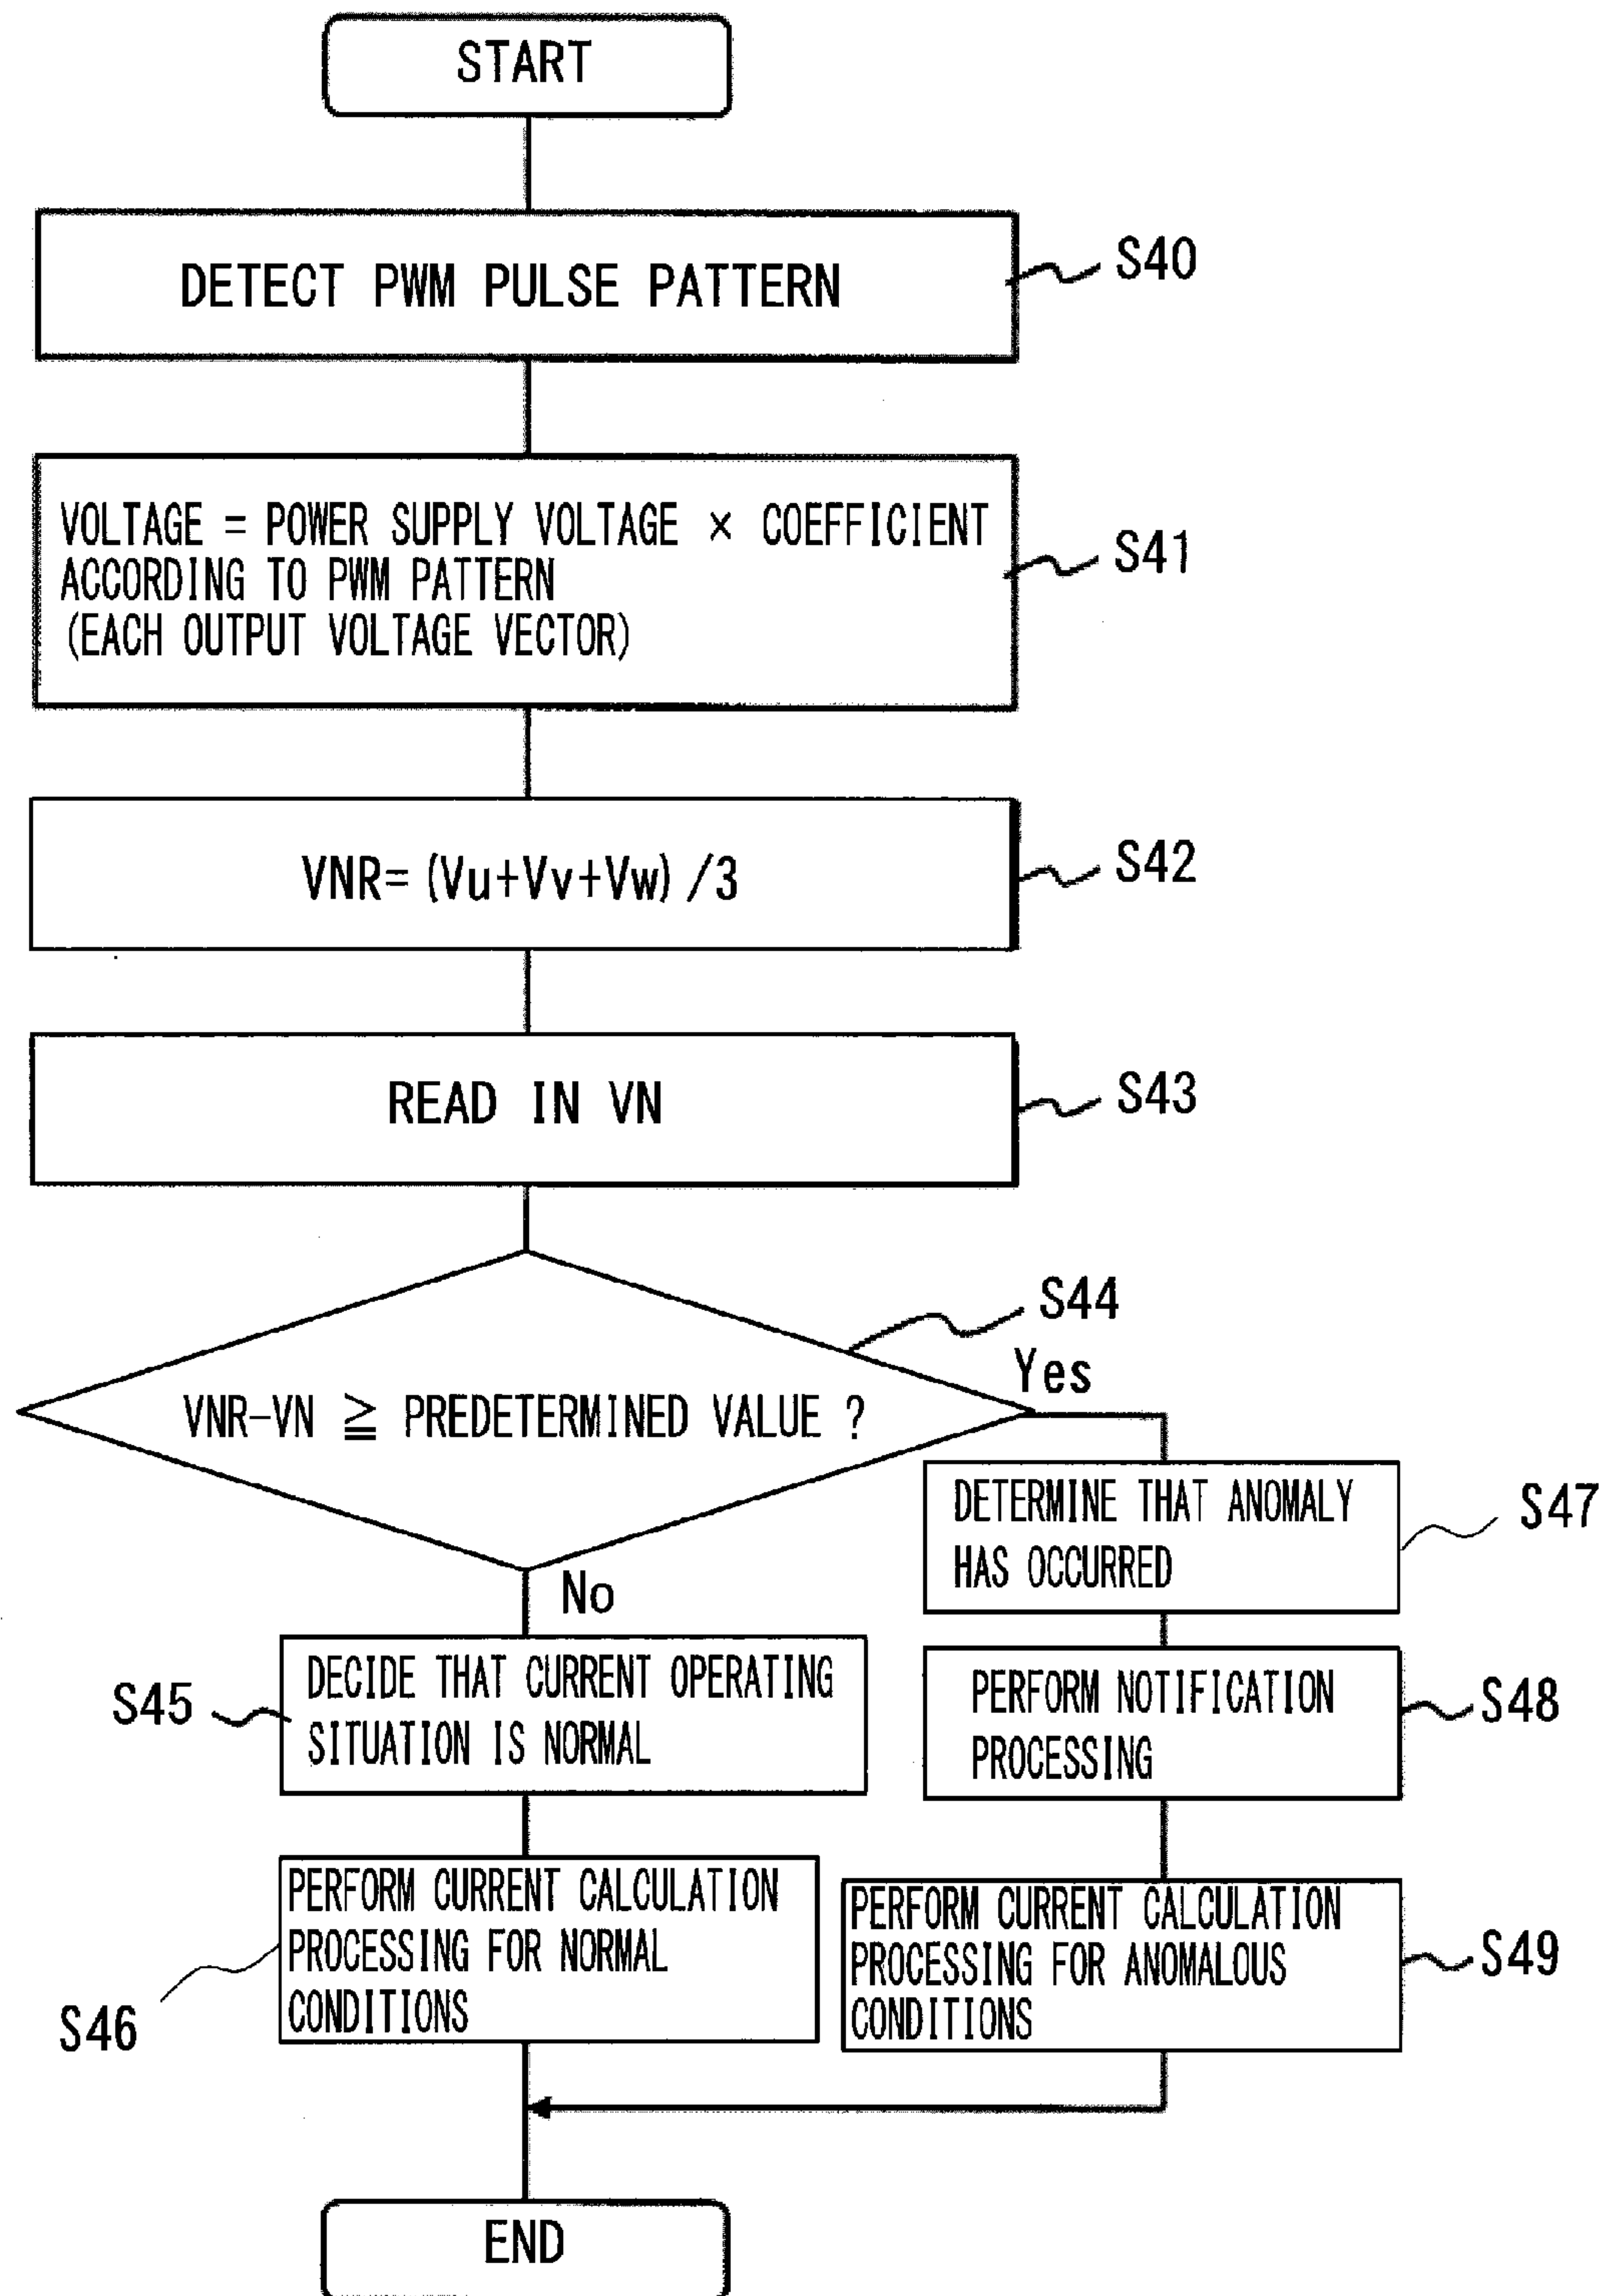 START
DETECT PWM PULSE PATTERN
S40
VOLTAGE = POWER SUPPLY VOLTAGE × COEFFICIENT
ACCORDING TO PWM PATTERN
(EACH OUTPUT VOLTAGE VECTOR)
S41
VNR=(Vu+Vv+Vw)/3
S42
READ IN VN
S43
S44
VNR-VN ≧ PREDETERMINED VALUE ?
Yes
No
DETERMINE THAT ANOMALY
HAS OCCURRED
S47
S45
DECIDE THAT CURRENT OPERATING
SITUATION IS NORMAL
PERFORM NOTIFICATION
PROCESSING
S48
S46
PERFORM CURRENT CALCULATION
PROCESSING FOR NORMAL
CONDITIONS
PERFORM CURRENT CALCULATION
PROCESSING FOR ANOMALOUS
CONDITIONS
S49
END